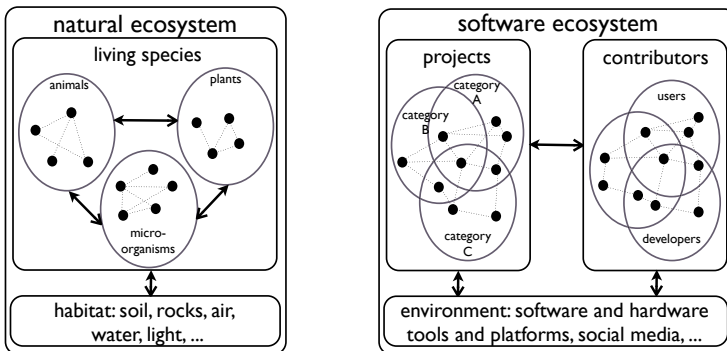 natural ecosystem
living species
animals
plants
micro-
organisms
habitat: soil, rocks, air,
water, light, ...
software ecosystem
projects
category
A
category
B
category
C
contributors
users
developers
environment: software and hardware
tools and platforms, social media, ...